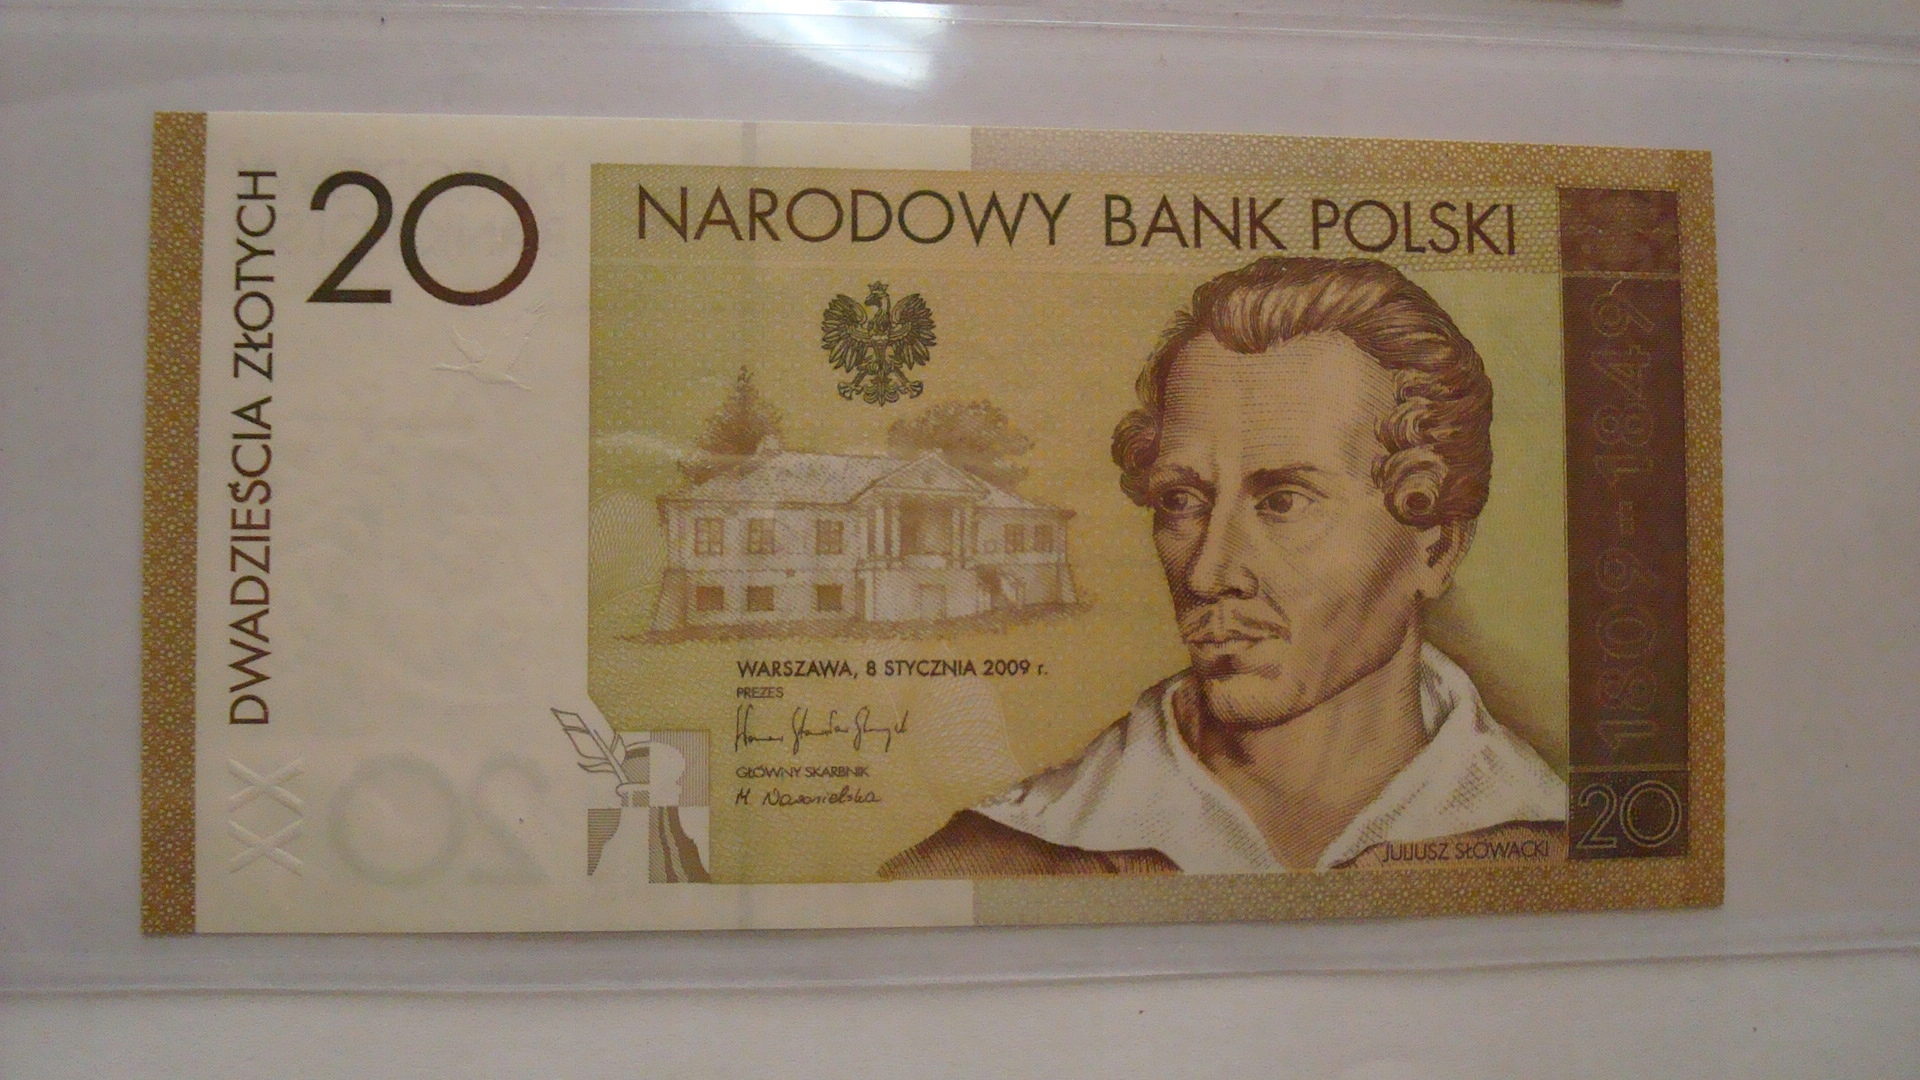 DWADZIEŚCIA ZŁOTYCH
20
NARODOWY BANK POLSKI
WARSZAWA, 8 STYCZNIA 2009 r.
PREZES
GŁÓWNY SKARBNIK
XX
20
JULIUSZ SŁOWACKI
1809 – 1849
20